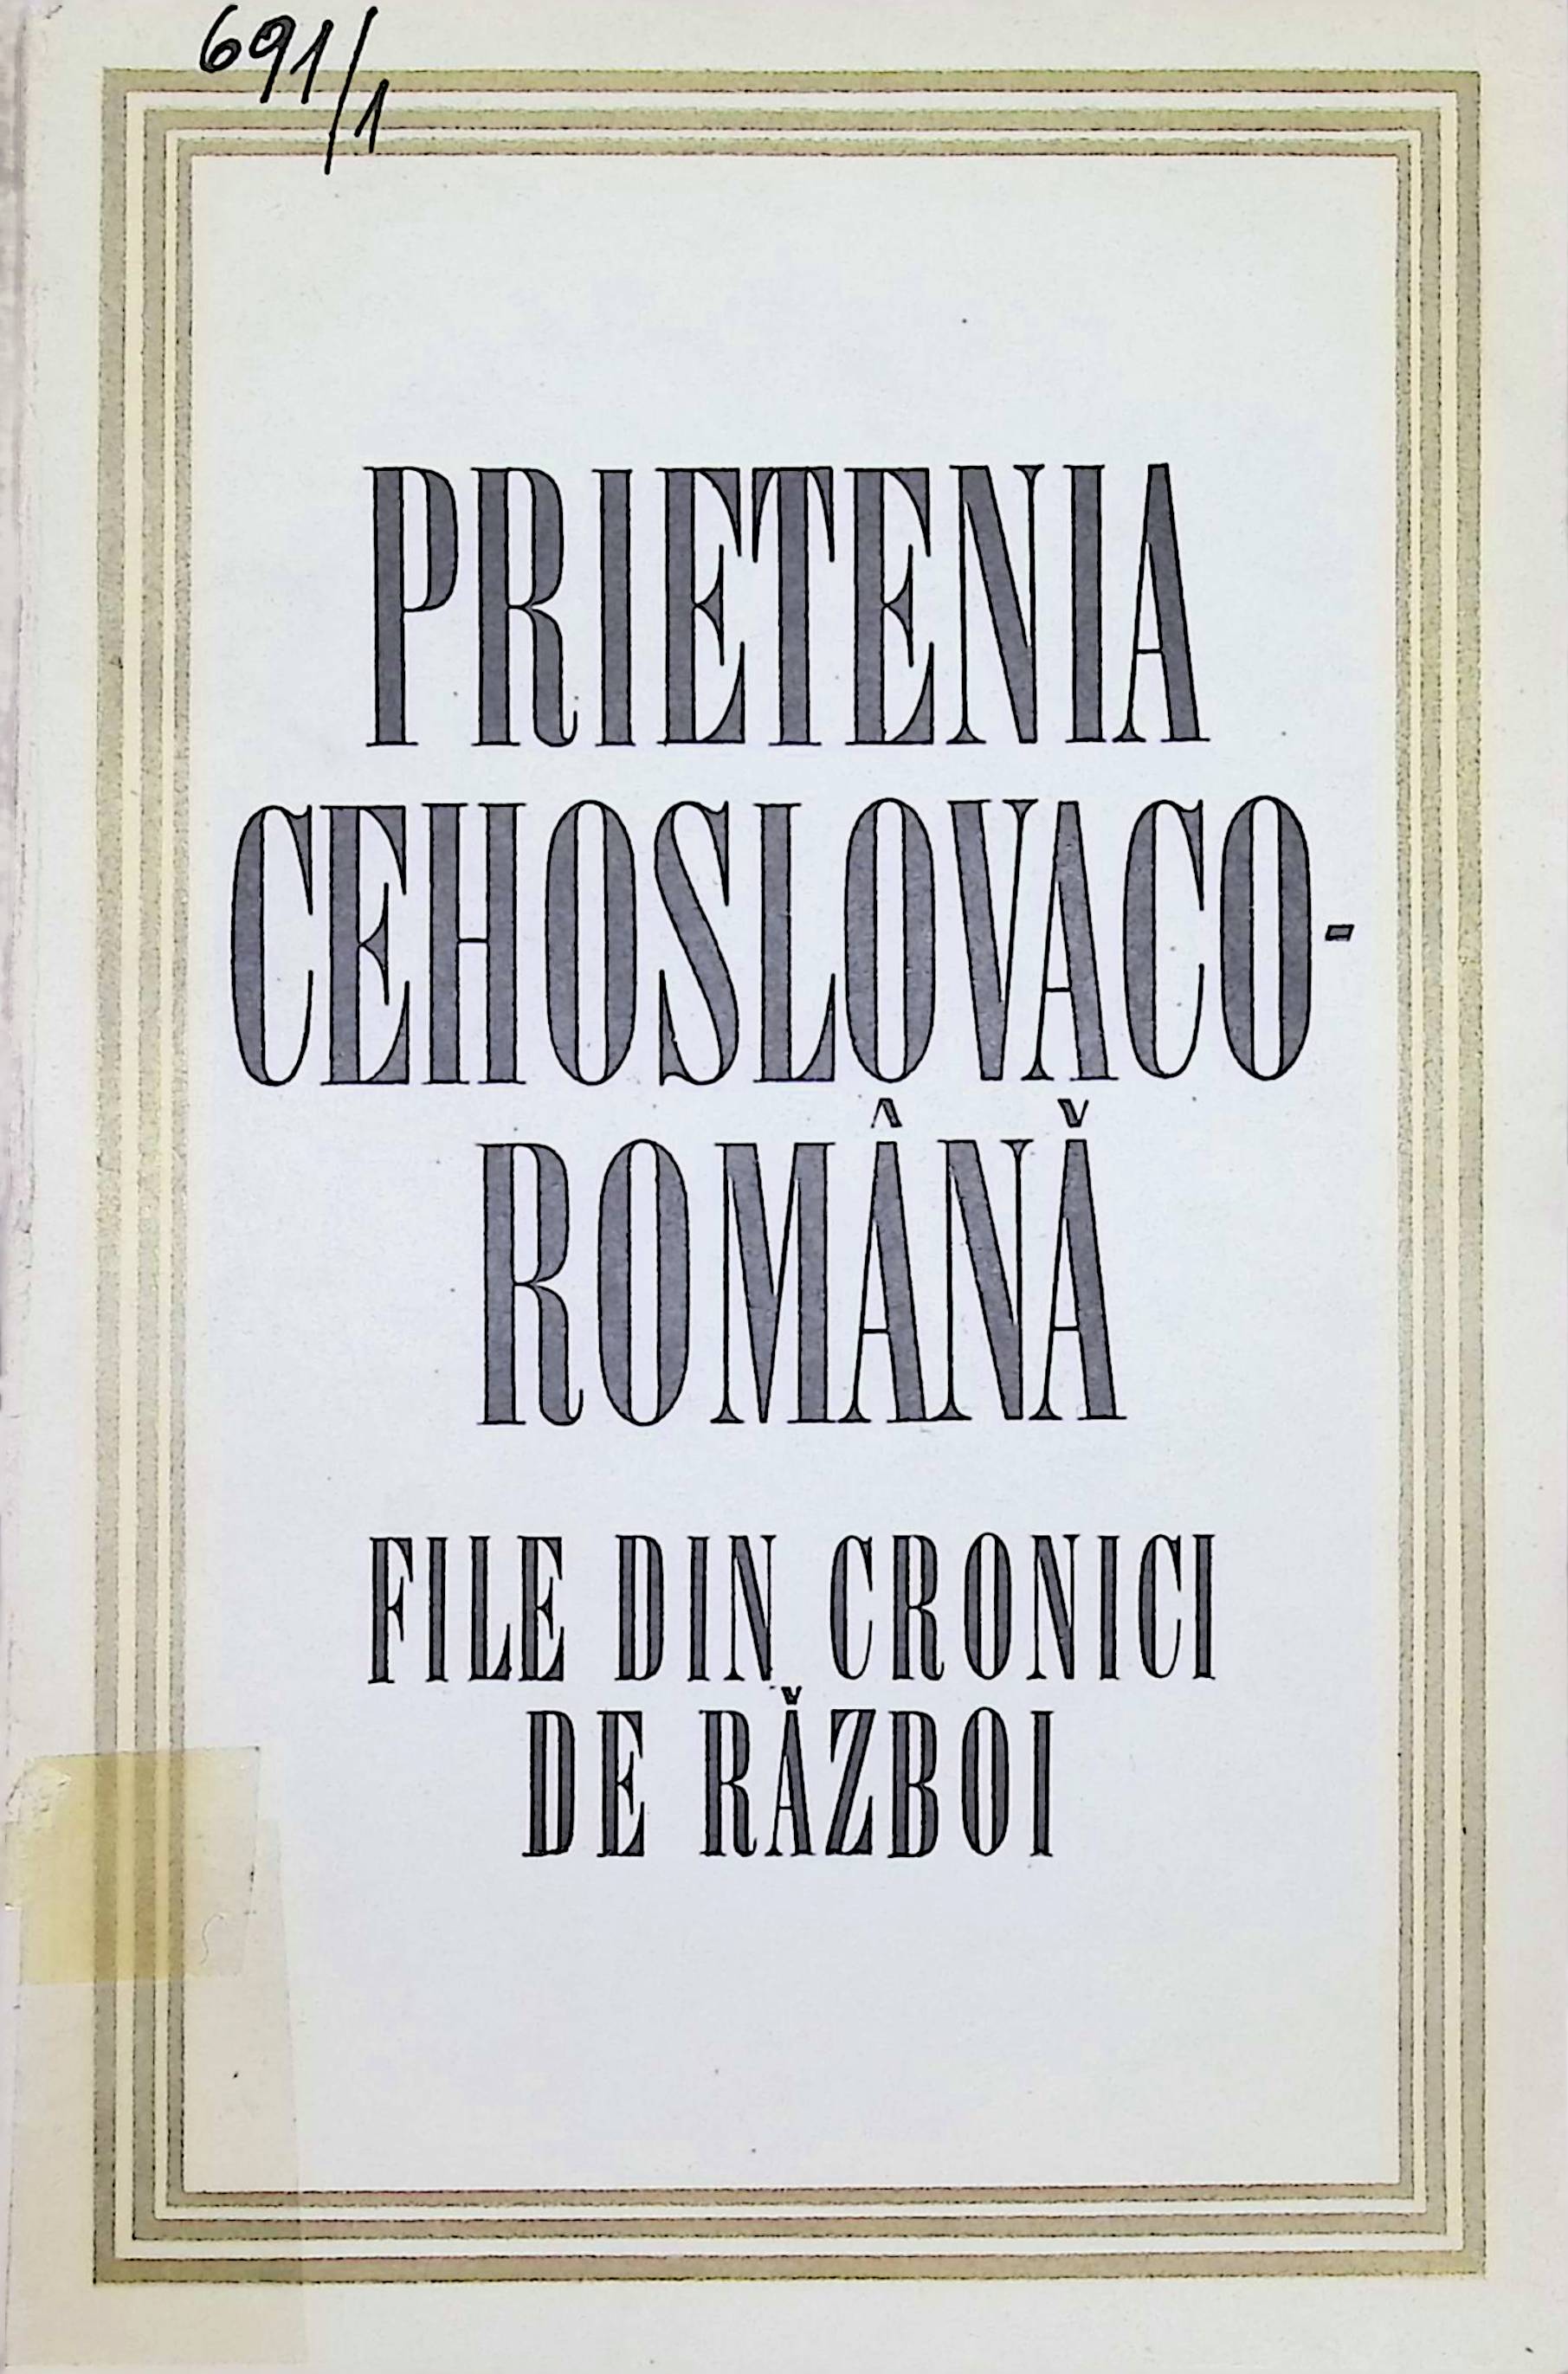 691/1
PRIETENIA
CEHOSLOVACO-
ROMÂNĂ
FILE DIN CRONICI
DE RĂZBOI